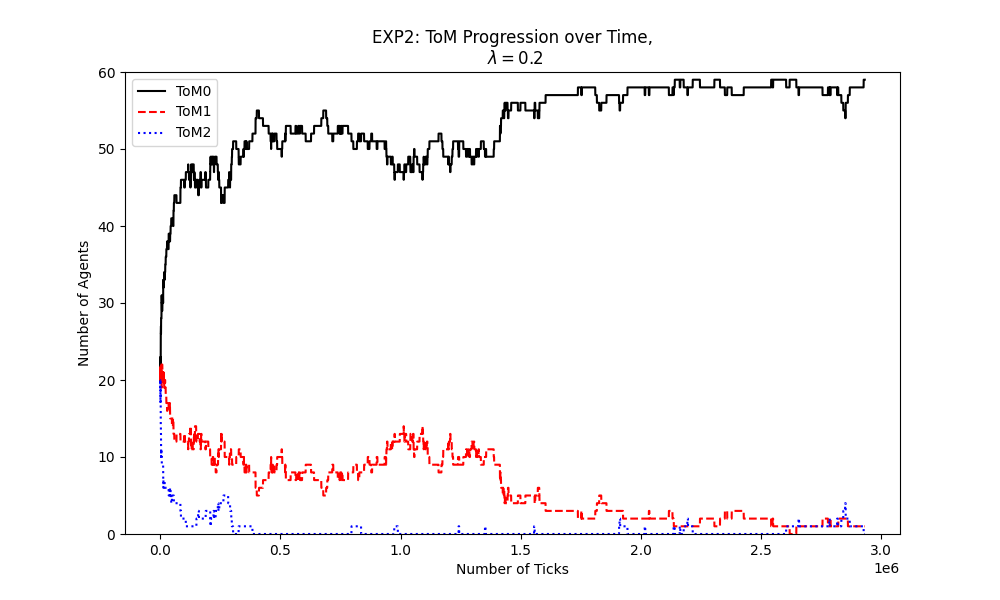 EXP2: ToM Progression over Time,
λ = 0.2
ToM0
ToM1
ToM2
Number of Agents
60
50
40
30
20
10
0
0.0 0.5 1.0 1.5 2.0 2.5 3.0
1e6
Number of Ticks